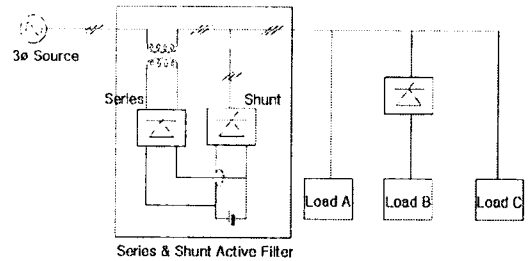 3ø Source
Series
Shunt
Load A
Load B
Load C
Series & Shunt Active Filter